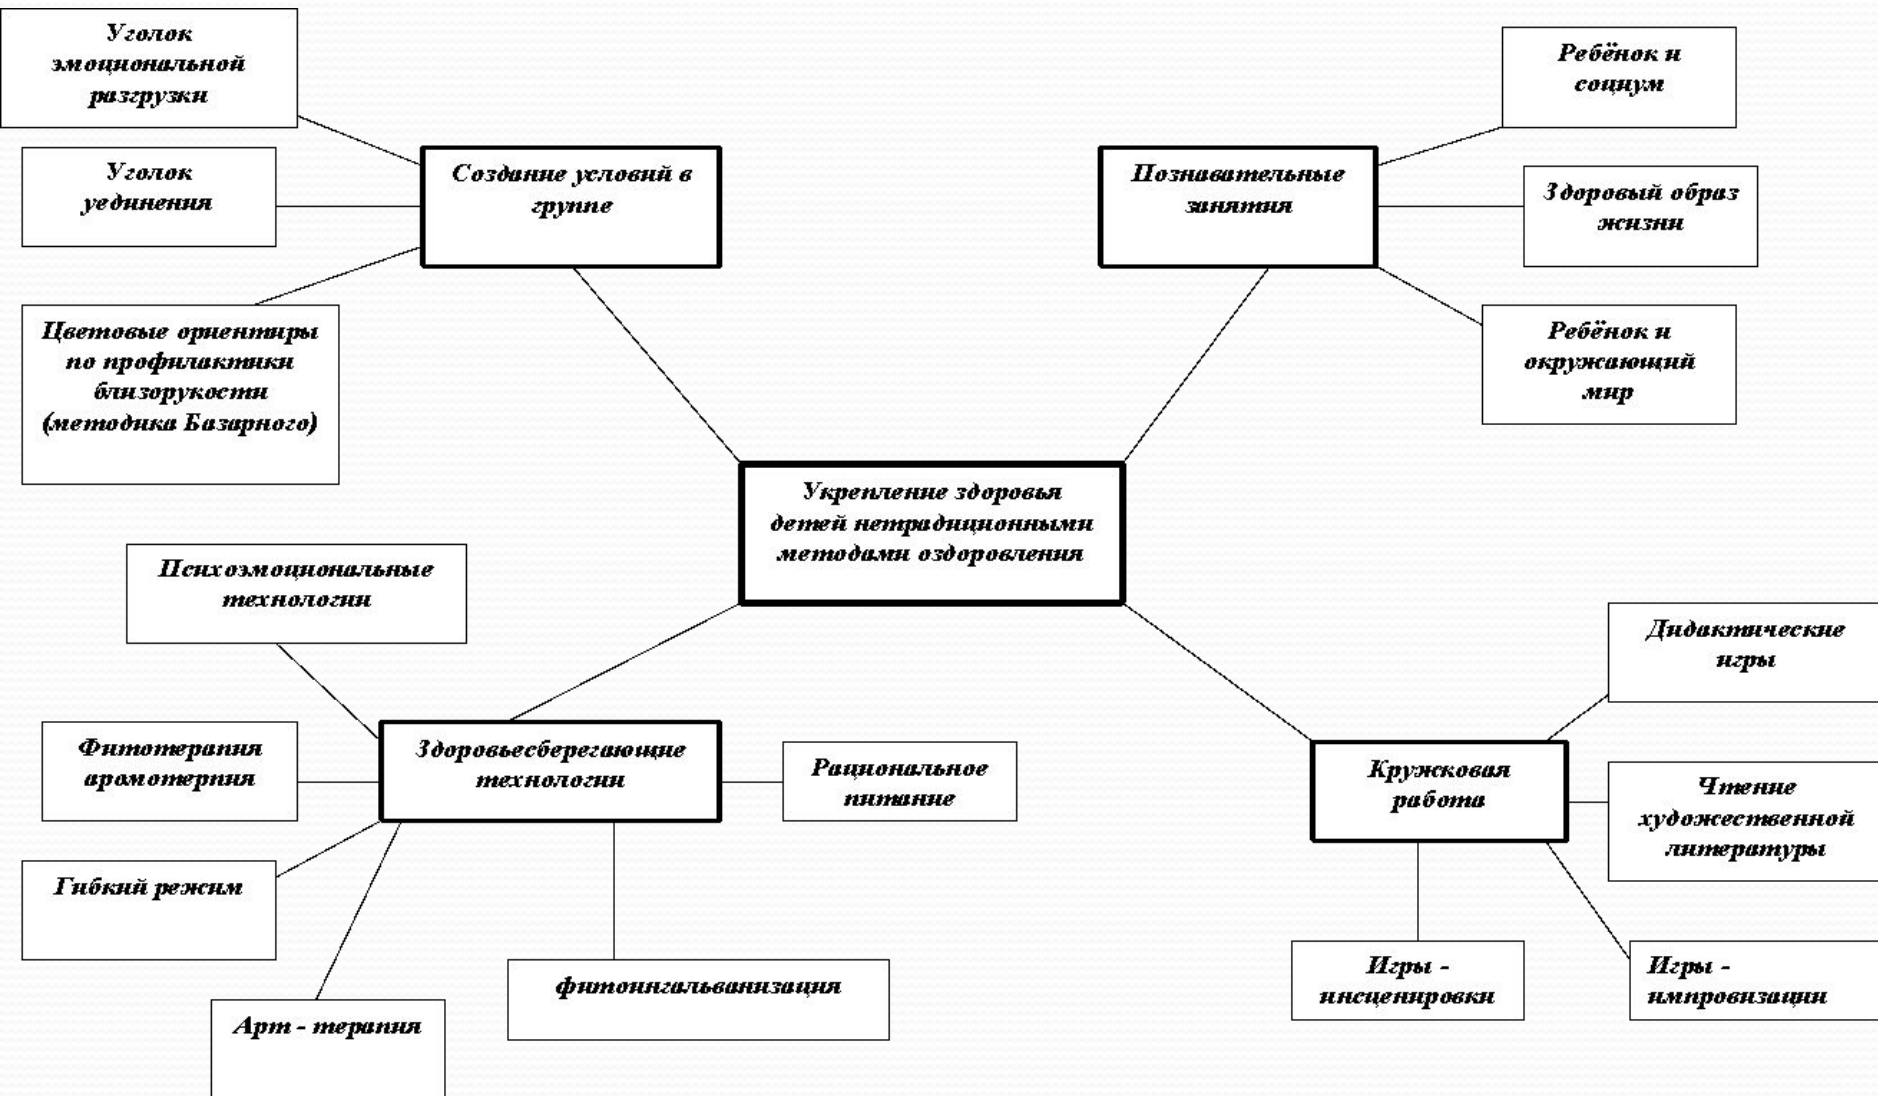 Уголок
эмоциональной
разгрузки
Ребёнок и
социум
Уголок
уединения
Создание условий в
группе
Познавательные
занятия
Здоровый образ
жизни
Цветовые ориентиры
по профилактики
близорукости
(методика Базарного)
Ребёнок и
окружающий
мир
Укрепление здоровья
детей нетрадиционными
методами оздоровления
Психоэмоциональные
технологии
Дидактические
игры
Фитотерапия
аромотерпия
Здоровьесберегающие
технологии
Рациональное
питание
Кружковая
работа
Чтение
художественной
литературы
Гибкий режим
фитоингальванизация
Игры -
инсценировки
Игры -
импровизации
Арт - терапия